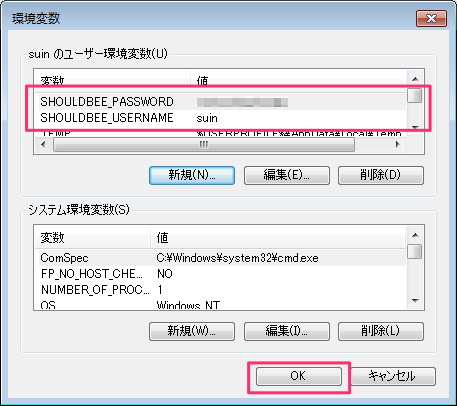 環境変数
suin のユーザー環境変数(U)
変数 値
SHOULDBEE_PASSWORD
SHOULDBEE_USERNAME suin
TEMP %USERPROFILE%¥AppData¥Local¥Temp
新規(N)... 編集(E)... 削除(D)
システム環境変数(S)
変数 値
ComSpec C:¥Windows¥system32¥cmd.exe
FP_NO_HOST_CHE... NO
NUMBER_OF_PROC... 1
OS Windows_NT
新規(W)... 編集(I)... 削除(L)
OK キャンセル